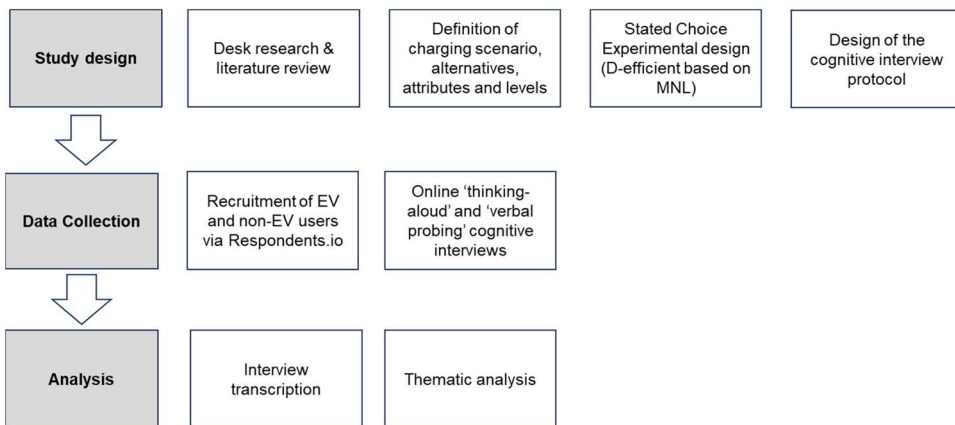 Study design
Desk research &
literature review
Definition of
charging scenario,
alternatives,
attributes and levels
Stated Choice
Experimental design
(D-efficient based on
MNL)
Design of the
cognitive interview
protocol
Data Collection
Recruitment of EV
and non-EV users
via Respondents.io
Online ‘thinking-
aloud’ and ‘verbal
probing’ cognitive
interviews
Analysis
Interview
transcription
Thematic analysis